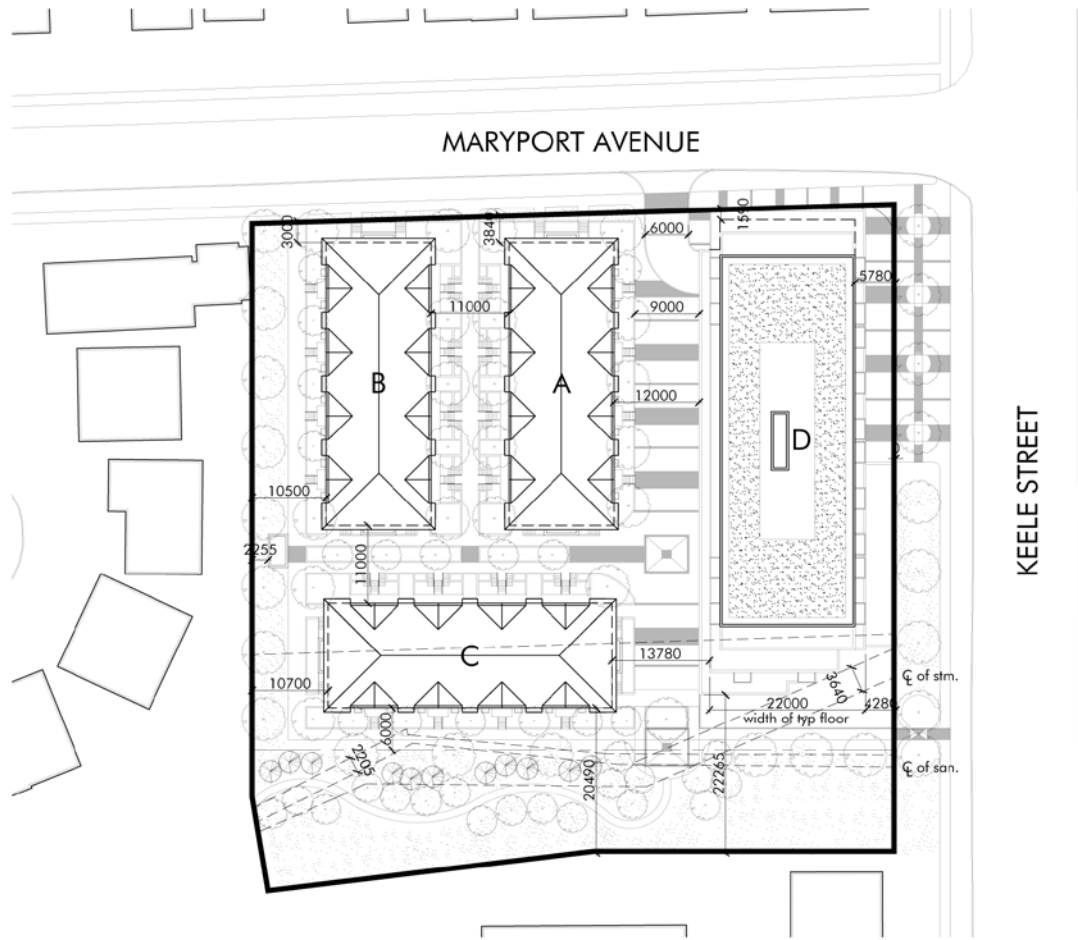 MARYPORT AVENUE
3000
3840
6000
1590
5780
11000
9000
B
A
12000
D
KEELE STREET
10500
2255
11000
C
13780
10700
3640
℄ of stm.
22000
4280
width of typ floor
6000
2205
20490
22265
℄ of san.